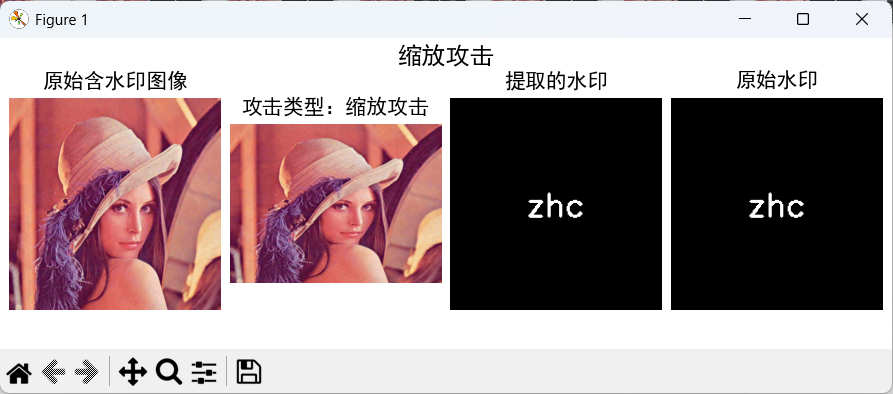 Figure 1
缩放攻击
原始含水印图像
攻击类型：缩放攻击
提取的水印
原始水印
zhc
zhc